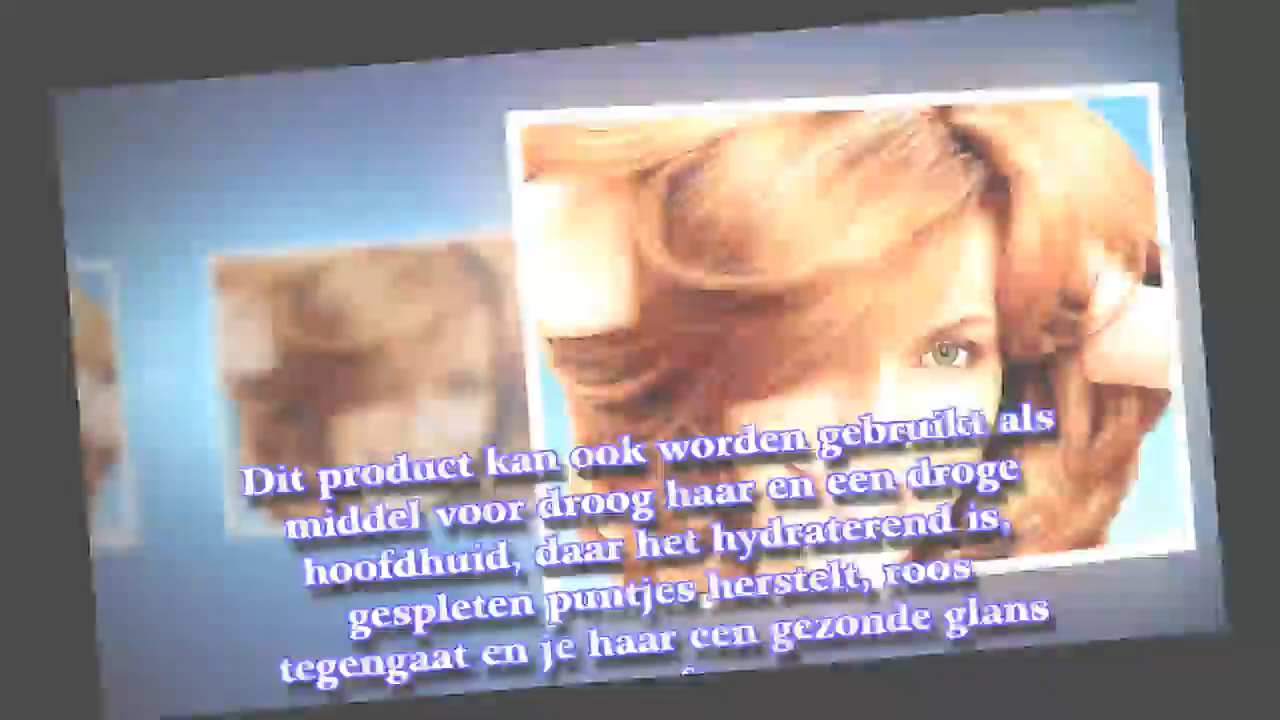 Dit product kan ook worden gebruikt als
middel voor droog haar en een droge
hoofdhuid, daar het hydraterend is,
gespleten puntjes herstelt, roos
tegengaat en je haar een gezonde glans